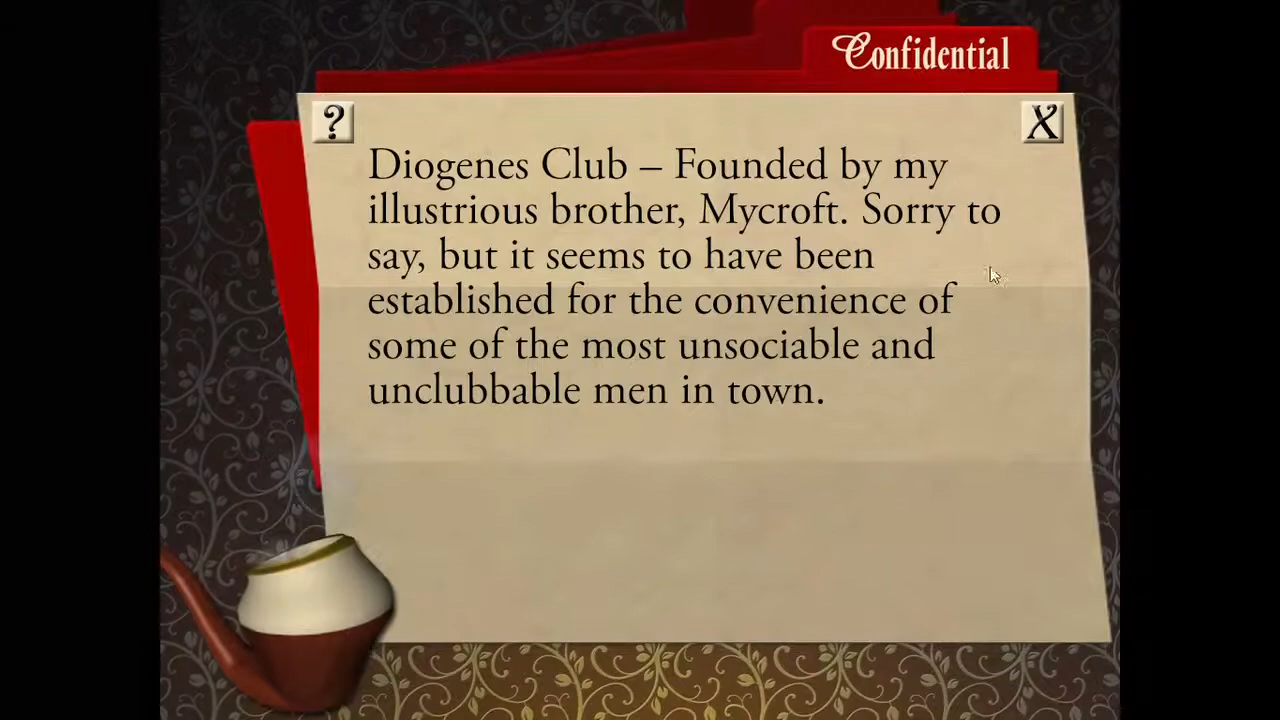 Confidential
?
X
Diogenes Club – Founded by my
illustrious brother, Mycroft. Sorry to
say, but it seems to have been
established for the convenience of
some of the most unsociable and
unclubbable men in town.